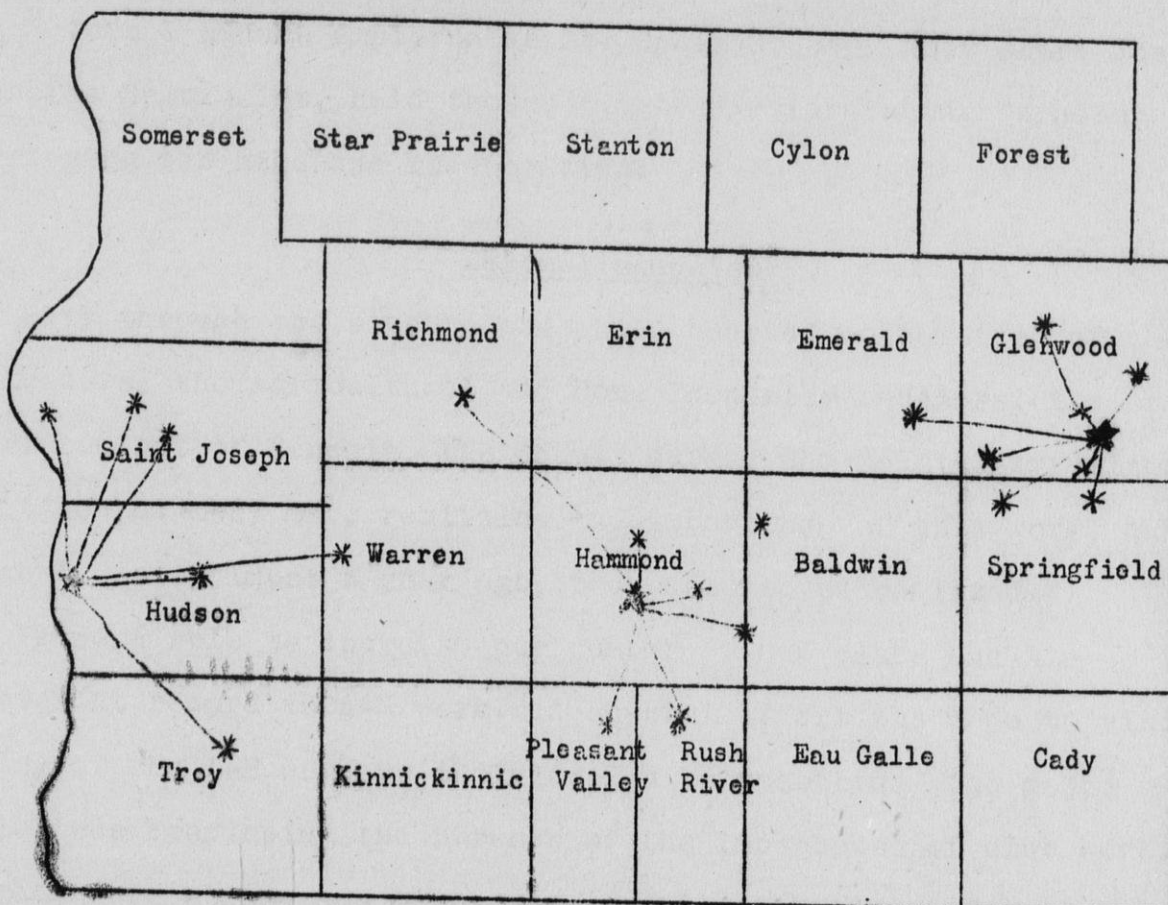 Somerset
Star Prairie
Stanton
Cylon
Forest
Richmond
Erin
Emerald
Glenwood
Saint Joseph
Warren
Hammond
Baldwin
Springfield
Hudson
Troy
Kinnickinnic
Pleasant
Valley
Rush
River
Eau Galle
Cady